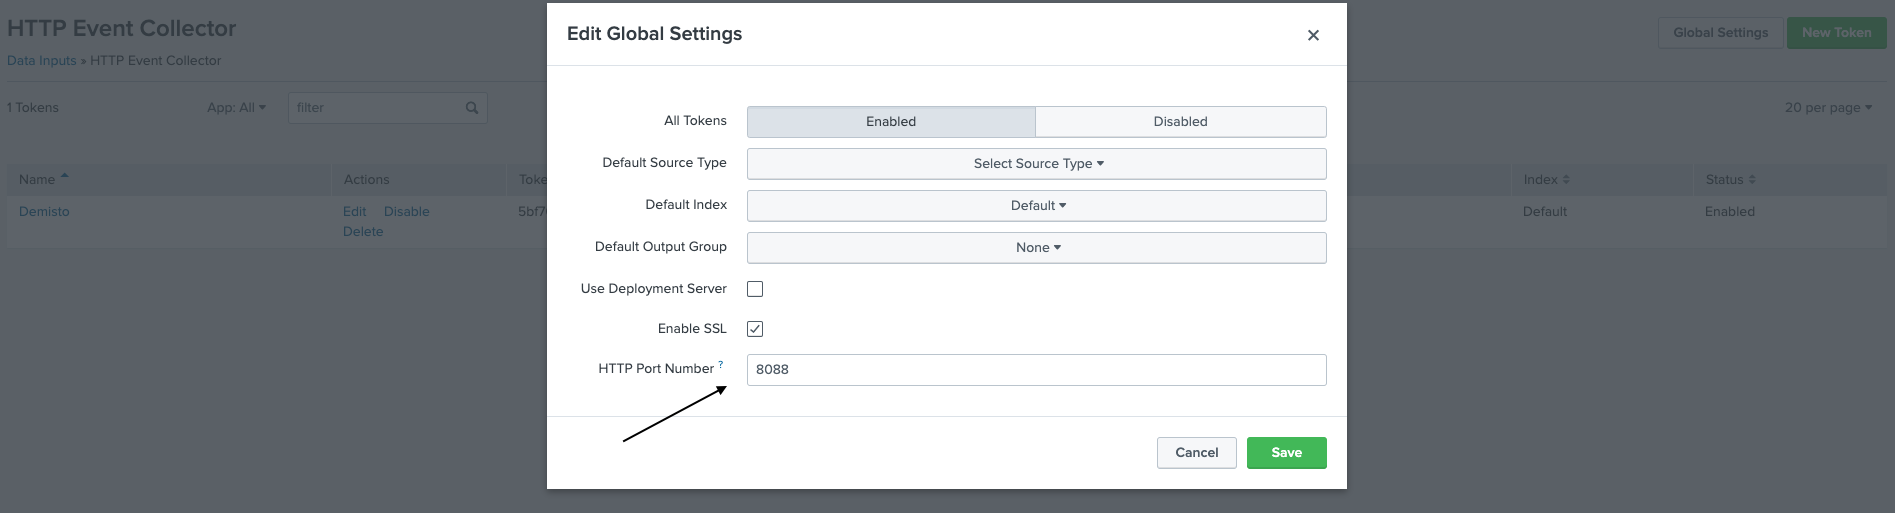 HTTP Event Collector
Data Inputs » HTTP Event Collector
Global Settings
New Token
1 Tokens
App: All
filter
20 per page
Name
Actions
Index
Status
Demisto
Edit
Disable
Delete
5bf7
Default
Enabled
Edit Global Settings
All Tokens
Enabled
Disabled
Default Source Type
Select Source Type
Default Index
Default
Default Output Group
None
Use Deployment Server
Enable SSL
HTTP Port Number ?
8088
Cancel
Save